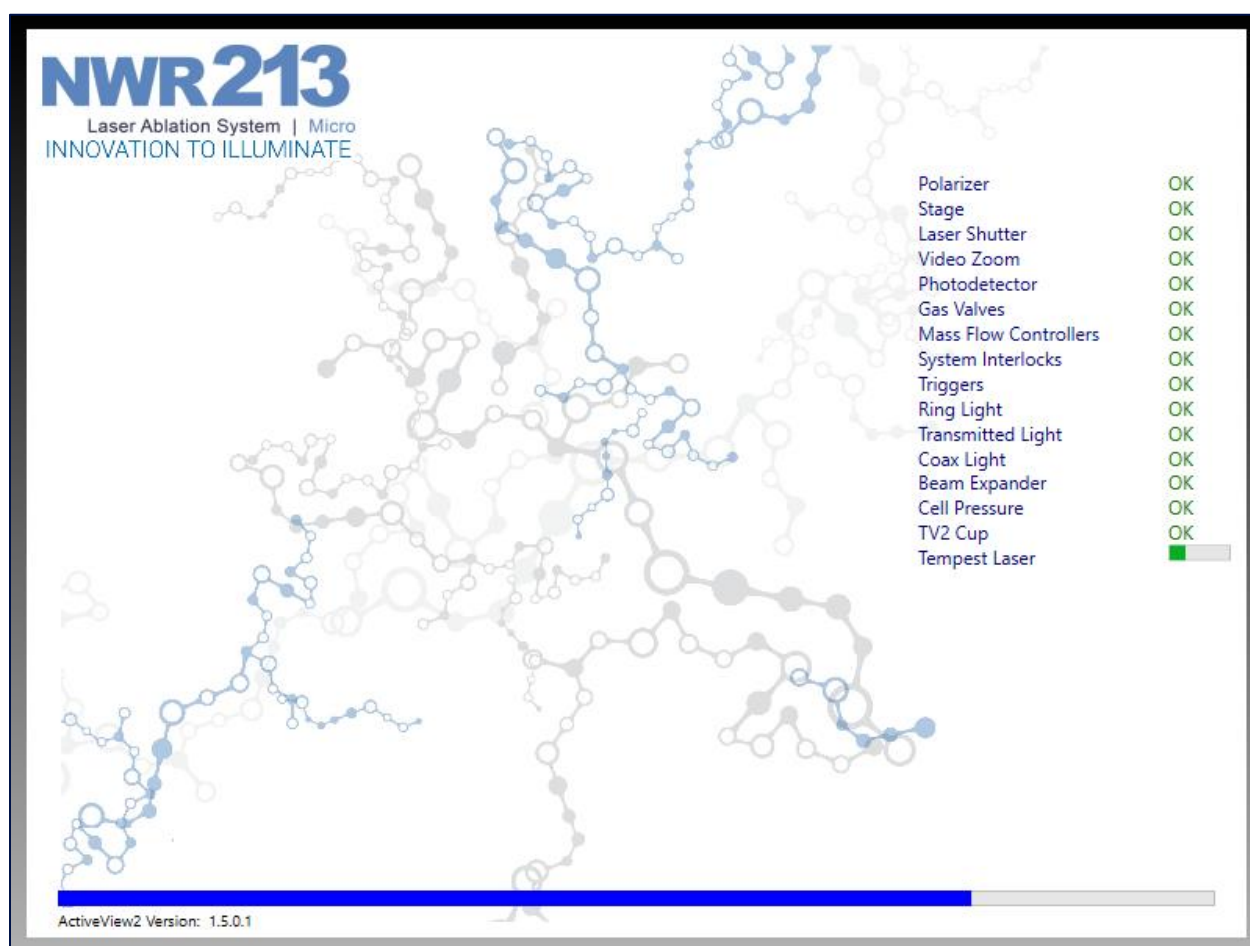 NWR213
Laser Ablation System | Micro
INNOVATION TO ILLUMINATE
Polarizer OK
Stage OK
Laser Shutter OK
Video Zoom OK
Photodetector OK
Gas Valves OK
Mass Flow Controllers OK
System Interlocks OK
Triggers OK
Ring Light OK
Transmitted Light OK
Coax Light OK
Beam Expander OK
Cell Pressure OK
TV2 Cup OK
Tempest Laser
ActiveView2 Version: 1.5.0.1